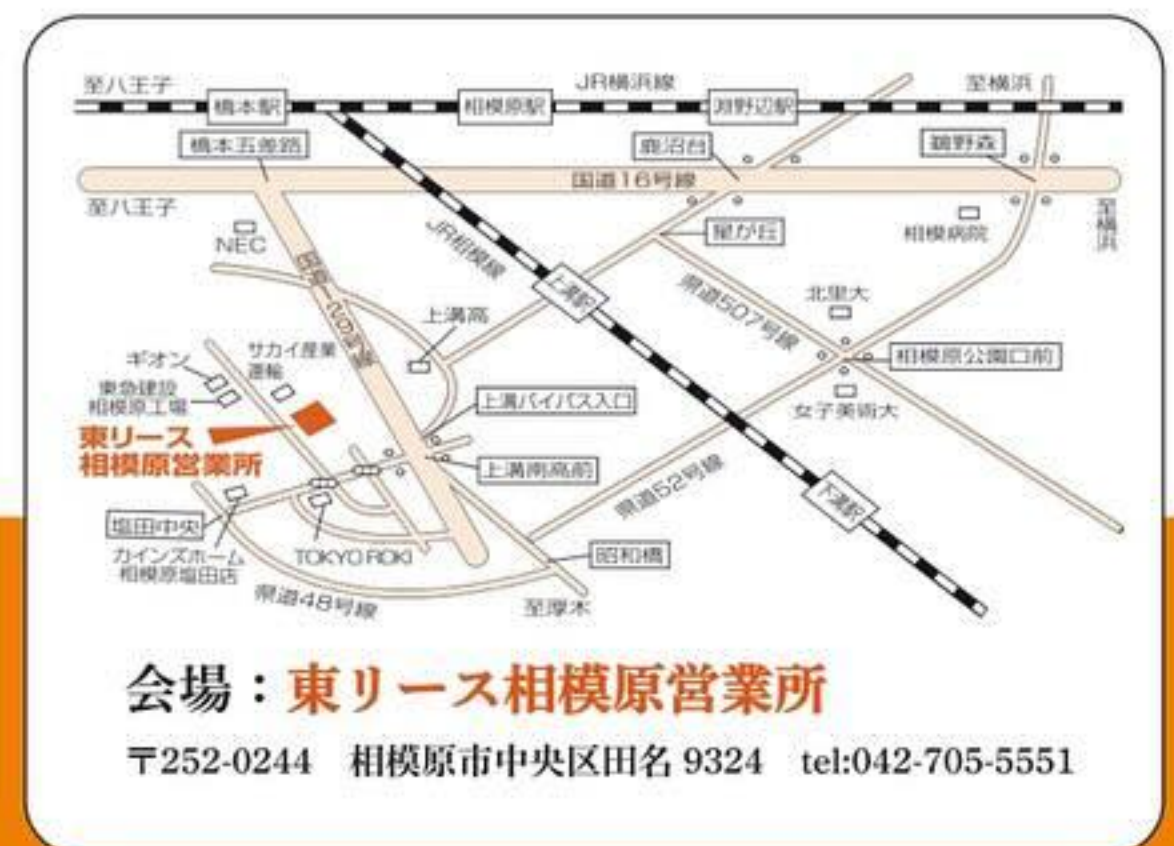 至八王子
JR横浜線
至横浜
橋本駅
相模原駅
淵野辺駅
橋本五差路
鹿沼台
鵜野森
国道16号線
至八王子
至横浜
NEC
JR相模線
星が丘
相模病院
国道129号線
上溝駅
県道507号線
北里大
上溝高
ギオン
サカイ産業
運輸
相模原公園口前
東急建設
相模原工場
上溝バイパス入口
女子美術大
東リース
相模原営業所
上溝南高前
県道52号線
下溝駅
塩田中央
カインズホーム
相模原塩田店
TOKYO ROKI
昭和橋
県道48号線
至厚木
会場：東リース相模原営業所
〒252-0244 相模原市中央区田名 9324 tel:042-705-5551